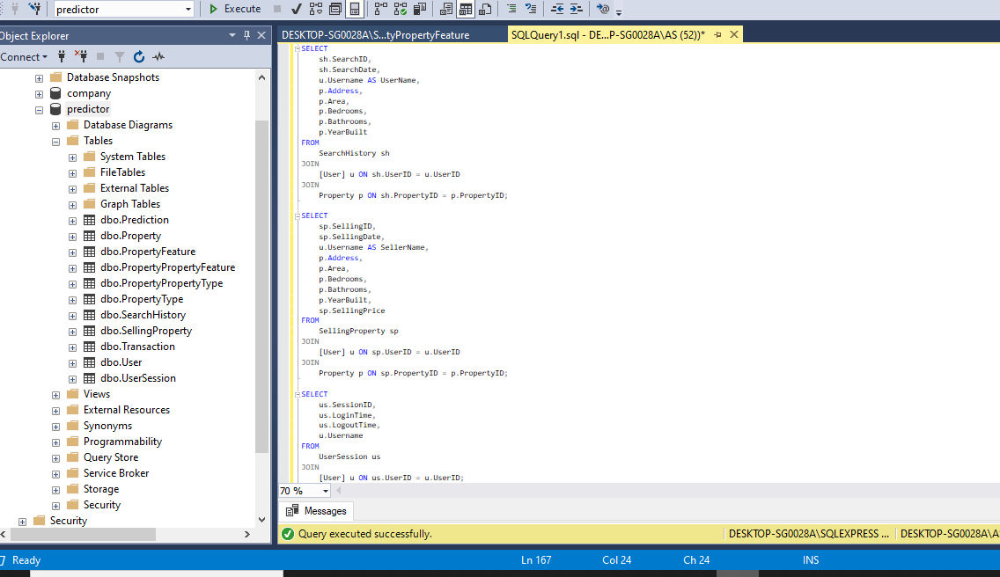 predictor
Execute
Object Explorer
Connect
Database Snapshots
company
predictor
Database Diagrams
Tables
System Tables
FileTables
External Tables
Graph Tables
dbo.Prediction
dbo.Property
dbo.PropertyFeature
dbo.PropertyPropertyFeature
dbo.PropertyPropertyType
dbo.PropertyType
dbo.SearchHistory
dbo.SellingProperty
dbo.Transaction
dbo.User
dbo.UserSession
Views
External Resources
Synonyms
Programmability
Query Store
Service Broker
Storage
Security
Security
DESKTOP-SG0028A\S...tyPropertyFeature
SQLQuery1.sql - DE...P-SG0028A\AS (52))*
SELECT
sh.SearchID,
sh.SearchDate,
u.Username AS UserName,
p.Address,
p.Area,
p.Bedrooms,
p.Bathrooms,
p.YearBuilt
FROM
SearchHistory sh
JOIN
[User] u ON sh.UserID = u.UserID
JOIN
Property p ON sh.PropertyID = p.PropertyID;
SELECT
sp.SellingID,
sp.SellingDate,
u.Username AS SellerName,
p.Address,
p.Area,
p.Bedrooms,
p.Bathrooms,
p.YearBuilt,
sp.SellingPrice
FROM
SellingProperty sp
JOIN
[User] u ON sp.UserID = u.UserID
JOIN
Property p ON sp.PropertyID = p.PropertyID;
SELECT
us.SessionID,
us.LoginTime,
us.LogoutTime,
u.Username
FROM
UserSession us
JOIN
[User] u ON us.UserID = u.UserID;
70 %
Messages
Query executed successfully.
DESKTOP-SG0028A\SQLEXPRESS ...
DESKTOP-SG0028A\AS
Ready
Ln 167
Col 24
Ch 24
INS